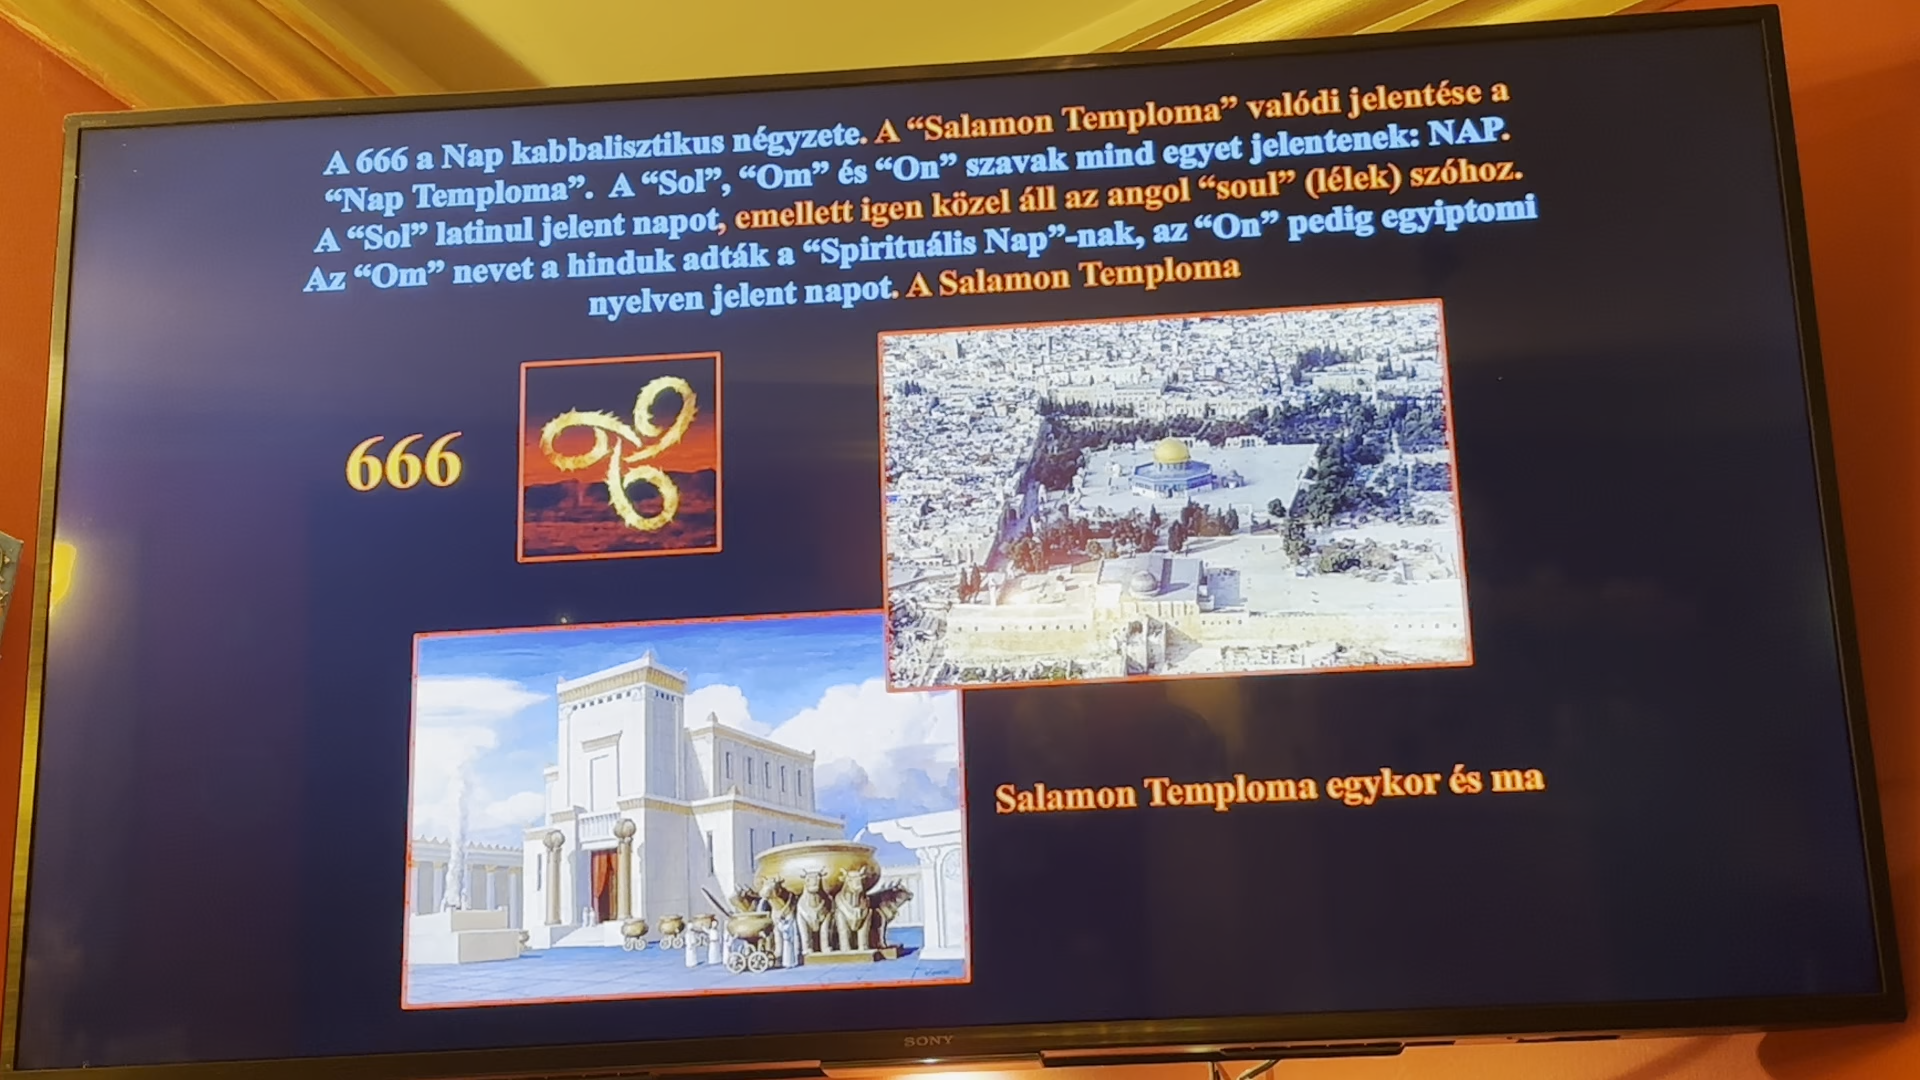 A 666 a Nap kabbalisztikus négyzete. A “Salamon Temploma” valódi jelentése a
“Nap Temploma”. A “Sol”, “Om” és “On” szavak mind egyet jelentenek: NAP.
A “Sol” latinul jelent napot, emellett igen közel áll az angol “soul” (lélek) szóhoz.
Az “Om” nevet a hinduk adták a “Spirituális Nap”-nak, az “On” pedig egyiptomi
nyelven jelent napot. A Salamon Temploma
666
Salamon Temploma egykor és ma
SONY